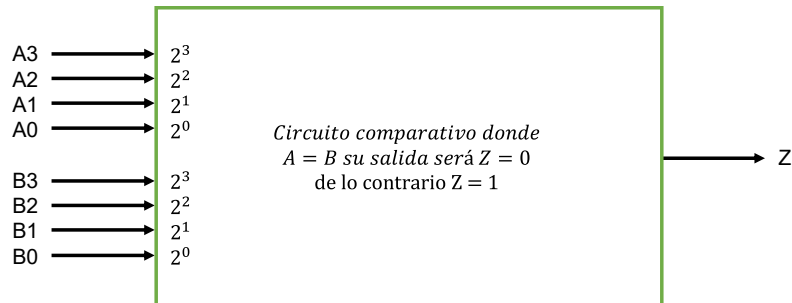 A3 2³
A2 2²
A1 2¹
A0 2⁰
Circuito comparativo donde
A = B su salida será Z = 0
de lo contrario Z = 1
Z
B3 2³
B2 2²
B1 2¹
B0 2⁰